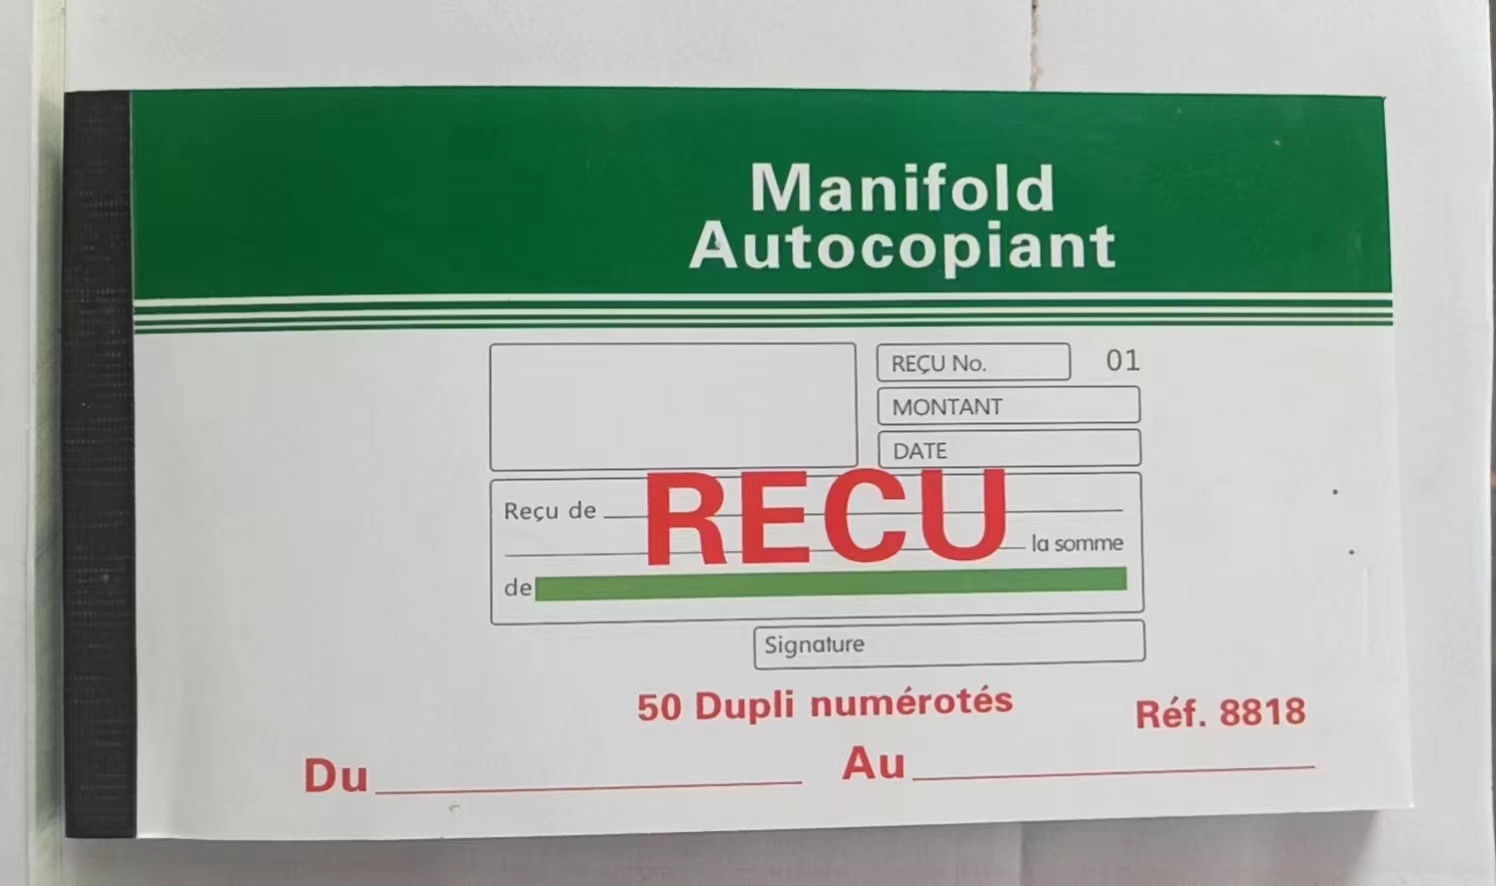 Manifold
Autocopiant
REÇU No. 01
MONTANT
DATE
RECU
Reçu de
la somme
de
Signature
50 Dupli numérotés
Réf. 8818
Du
Au